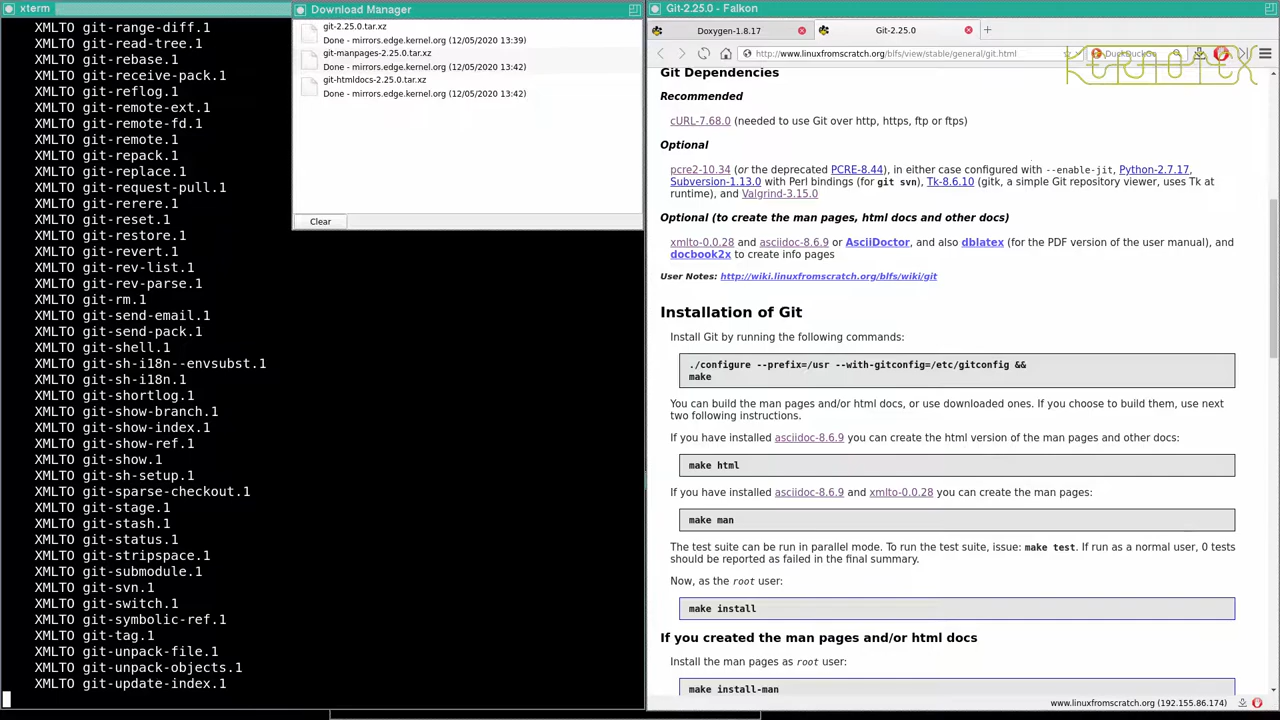 xterm
XMLTO git-range-diff.1
XMLTO git-read-tree.1
XMLTO git-rebase.1
XMLTO git-receive-pack.1
XMLTO git-reflog.1
XMLTO git-remote-ext.1
XMLTO git-remote-fd.1
XMLTO git-remote.1
XMLTO git-repack.1
XMLTO git-replace.1
XMLTO git-request-pull.1
XMLTO git-rerere.1
XMLTO git-reset.1
XMLTO git-restore.1
XMLTO git-revert.1
XMLTO git-rev-list.1
XMLTO git-rev-parse.1
XMLTO git-rm.1
XMLTO git-send-email.1
XMLTO git-send-pack.1
XMLTO git-shell.1
XMLTO git-sh-i18n--envsubst.1
XMLTO git-sh-i18n.1
XMLTO git-shortlog.1
XMLTO git-show-branch.1
XMLTO git-show-index.1
XMLTO git-show-ref.1
XMLTO git-show.1
XMLTO git-sh-setup.1
XMLTO git-sparse-checkout.1
XMLTO git-stage.1
XMLTO git-stash.1
XMLTO git-status.1
XMLTO git-stripspace.1
XMLTO git-submodule.1
XMLTO git-svn.1
XMLTO git-switch.1
XMLTO git-symbolic-ref.1
XMLTO git-tag.1
XMLTO git-unpack-file.1
XMLTO git-unpack-objects.1
XMLTO git-update-index.1
Download Manager
git-2.25.0.tar.xz
Done - mirrors.edge.kernel.org (12/05/2020 13:39)
git-manpages-2.25.0.tar.xz
Done - mirrors.edge.kernel.org (12/05/2020 13:42)
git-htmldocs-2.25.0.tar.xz
Done - mirrors.edge.kernel.org (12/05/2020 13:42)
Clear
Git-2.25.0 - Falkon
Doxygen-1.8.17
Git-2.25.0
http://www.linuxfromscratch.org/blfs/view/stable/general/git.html
DuckDuckGo
KERNOTEX
Git Dependencies
Recommended
cURL-7.68.0 (needed to use Git over http, https, ftp or ftps)
Optional
pcre2-10.34 (or the deprecated PCRE-8.44), in either case configured with --enable-jit, Python-2.7.17,
Subversion-1.13.0 with Perl bindings (for git svn), Tk-8.6.10 (gitk, a simple Git repository viewer, uses Tk at
runtime), and Valgrind-3.15.0
Optional (to create the man pages, html docs and other docs)
xmlto-0.0.28 and asciidoc-8.6.9 or AsciiDoctor, and also dblatex (for the PDF version of the user manual), and
docbook2x to create info pages
User Notes: http://wiki.linuxfromscratch.org/blfs/wiki/git
Installation of Git
Install Git by running the following commands:
./configure --prefix=/usr --with-gitconfig=/etc/gitconfig &&
make
You can build the man pages and/or html docs, or use downloaded ones. If you choose to build them, use next
two following instructions.
If you have installed asciidoc-8.6.9 you can create the html version of the man pages and other docs:
make html
If you have installed asciidoc-8.6.9 and xmlto-0.0.28 you can create the man pages:
make man
The test suite can be run in parallel mode. To run the test suite, issue: make test. If run as a normal user, 0 tests
should be reported as failed in the final summary.
Now, as the root user:
make install
If you created the man pages and/or html docs
Install the man pages as root user:
make install-man
www.linuxfromscratch.org (192.155.86.174)